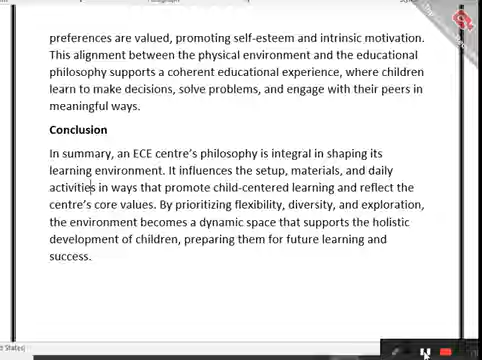 preferences are valued, promoting self-esteem and intrinsic motivation.
This alignment between the physical environment and the educational
philosophy supports a coherent educational experience, where children
learn to make decisions, solve problems, and engage with their peers in
meaningful ways.
Conclusion
In summary, an ECE centre's philosophy is integral in shaping its
learning environment. It influences the setup, materials, and daily
activities in ways that promote child-centered learning and reflect the
centre's core values. By prioritizing flexibility, diversity, and exploration,
the environment becomes a dynamic space that supports the holistic
development of children, preparing them for future learning and
success.
States)